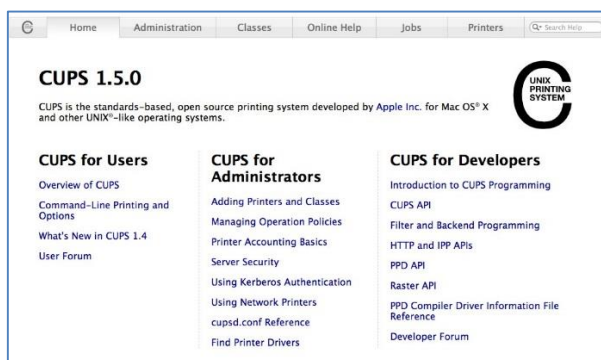 Home Administration Classes Online Help Jobs Printers Search Help
CUPS 1.5.0
CUPS is the standards-based, open source printing system developed by Apple Inc. for Mac OS® X
and other UNIX®-like operating systems.
UNIX
PRINTING
SYSTEM
CUPS for Users
Overview of CUPS
Command-Line Printing and
Options
What's New in CUPS 1.4
User Forum
CUPS for
Administrators
Adding Printers and Classes
Managing Operation Policies
Printer Accounting Basics
Server Security
Using Kerberos Authentication
Using Network Printers
cupsd.conf Reference
Find Printer Drivers
CUPS for Developers
Introduction to CUPS Programming
CUPS API
Filter and Backend Programming
HTTP and IPP APIs
PPD API
Raster API
PPD Compiler Driver Information File
Reference
Developer Forum